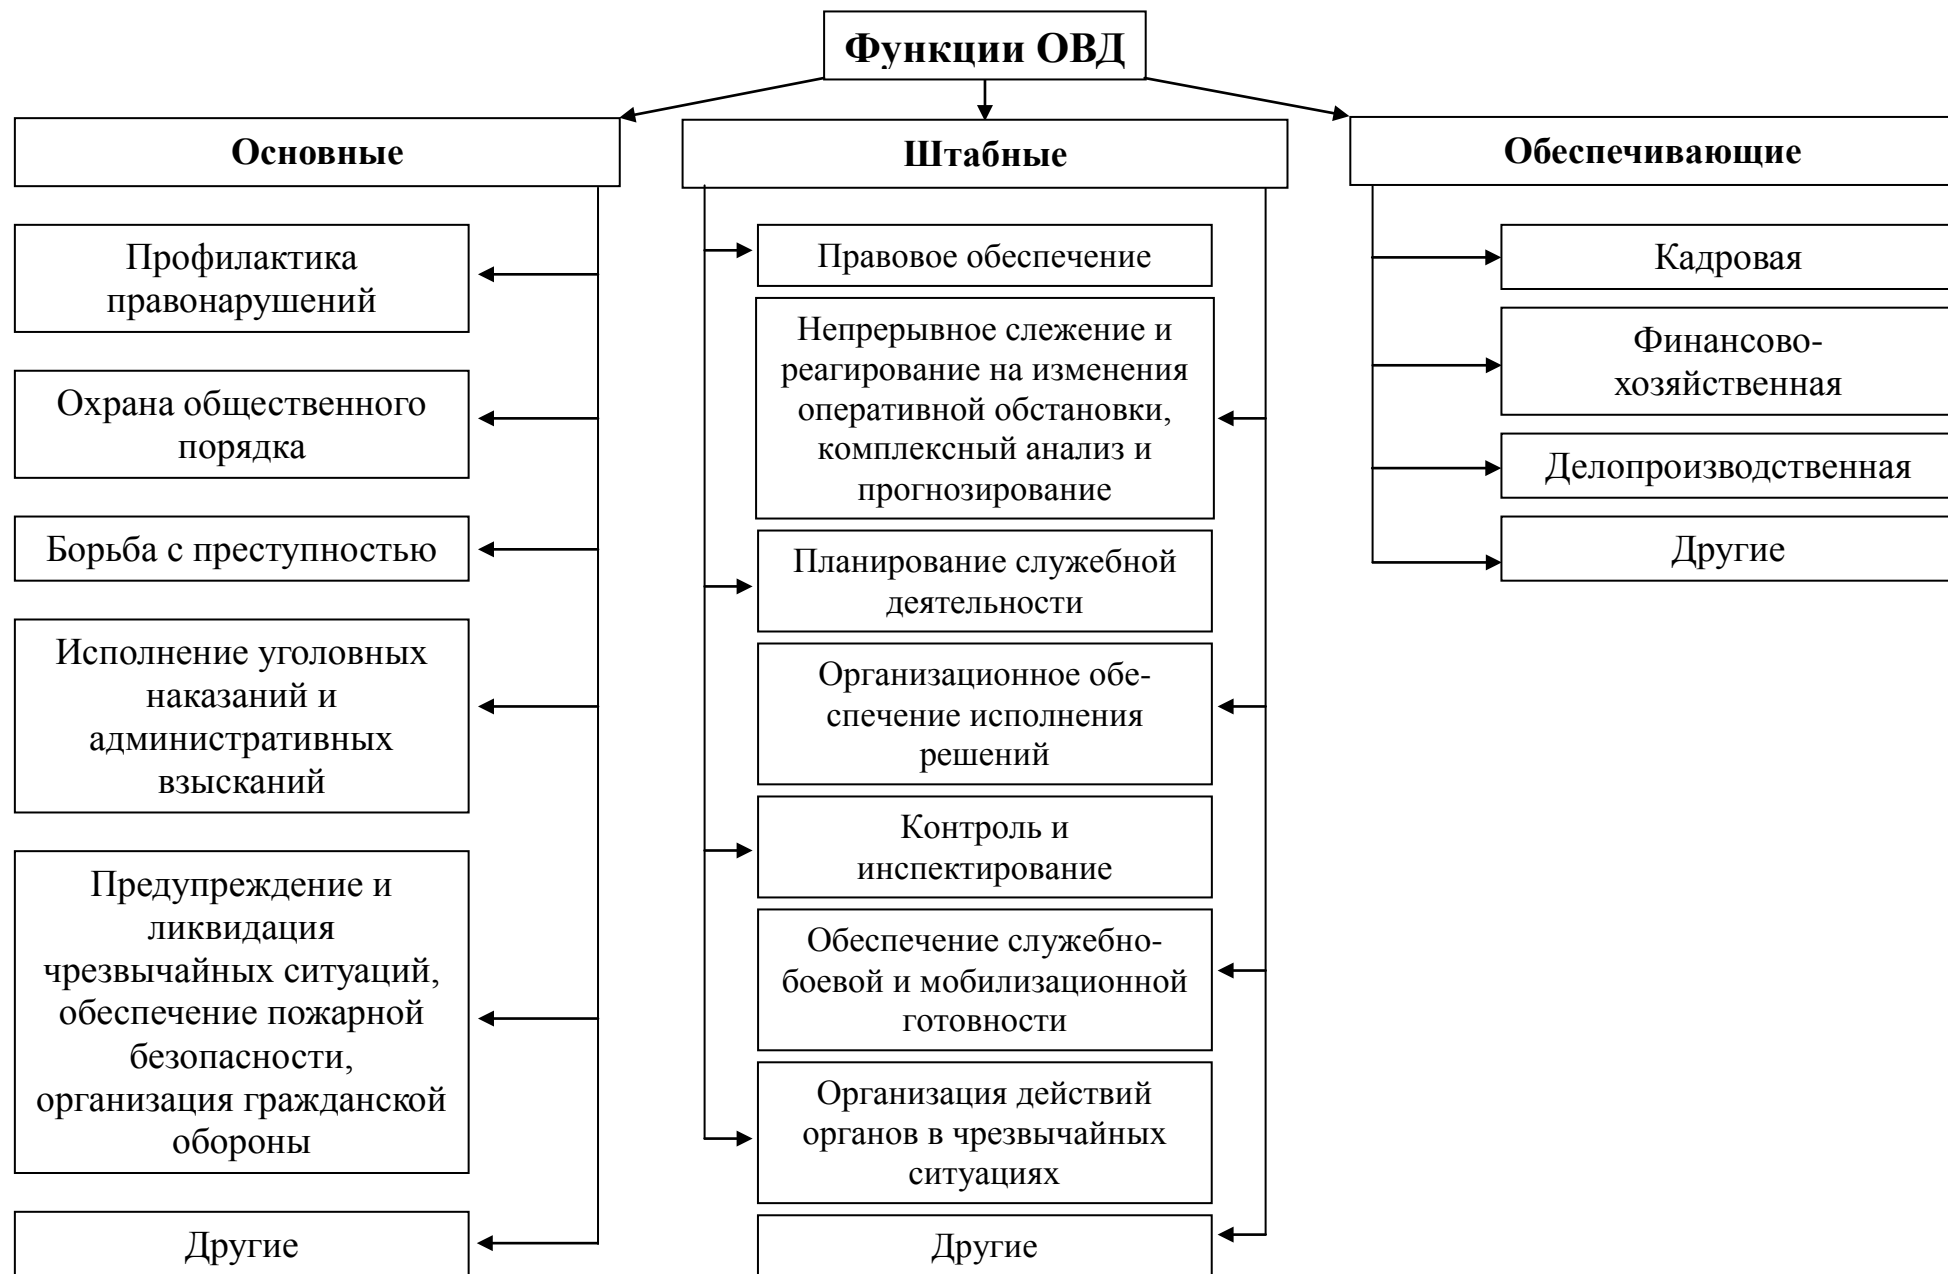 Функции ОВД
Основные
Профилактика
правонарушений
Охрана общественного
порядка
Борьба с преступностью
Исполнение уголовных
наказаний и
административных
взысканий
Предупреждение и
ликвидация
чрезвычайных ситуаций,
обеспечение пожарной
безопасности,
организация гражданской
обороны
Другие
Штабные
Правовое обеспечение
Непрерывное слежение и
реагирование на изменения
оперативной обстановки,
комплексный анализ и
прогнозирование
Планирование служебной
деятельности
Организационное обе-
спечение исполнения
решений
Контроль и
инспектирование
Обеспечение служебно-
боевой и мобилизационной
готовности
Организация действий
органов в чрезвычайных
ситуациях
Другие
Обеспечивающие
Кадровая
Финансово-
хозяйственная
Делопроизводственная
Другие